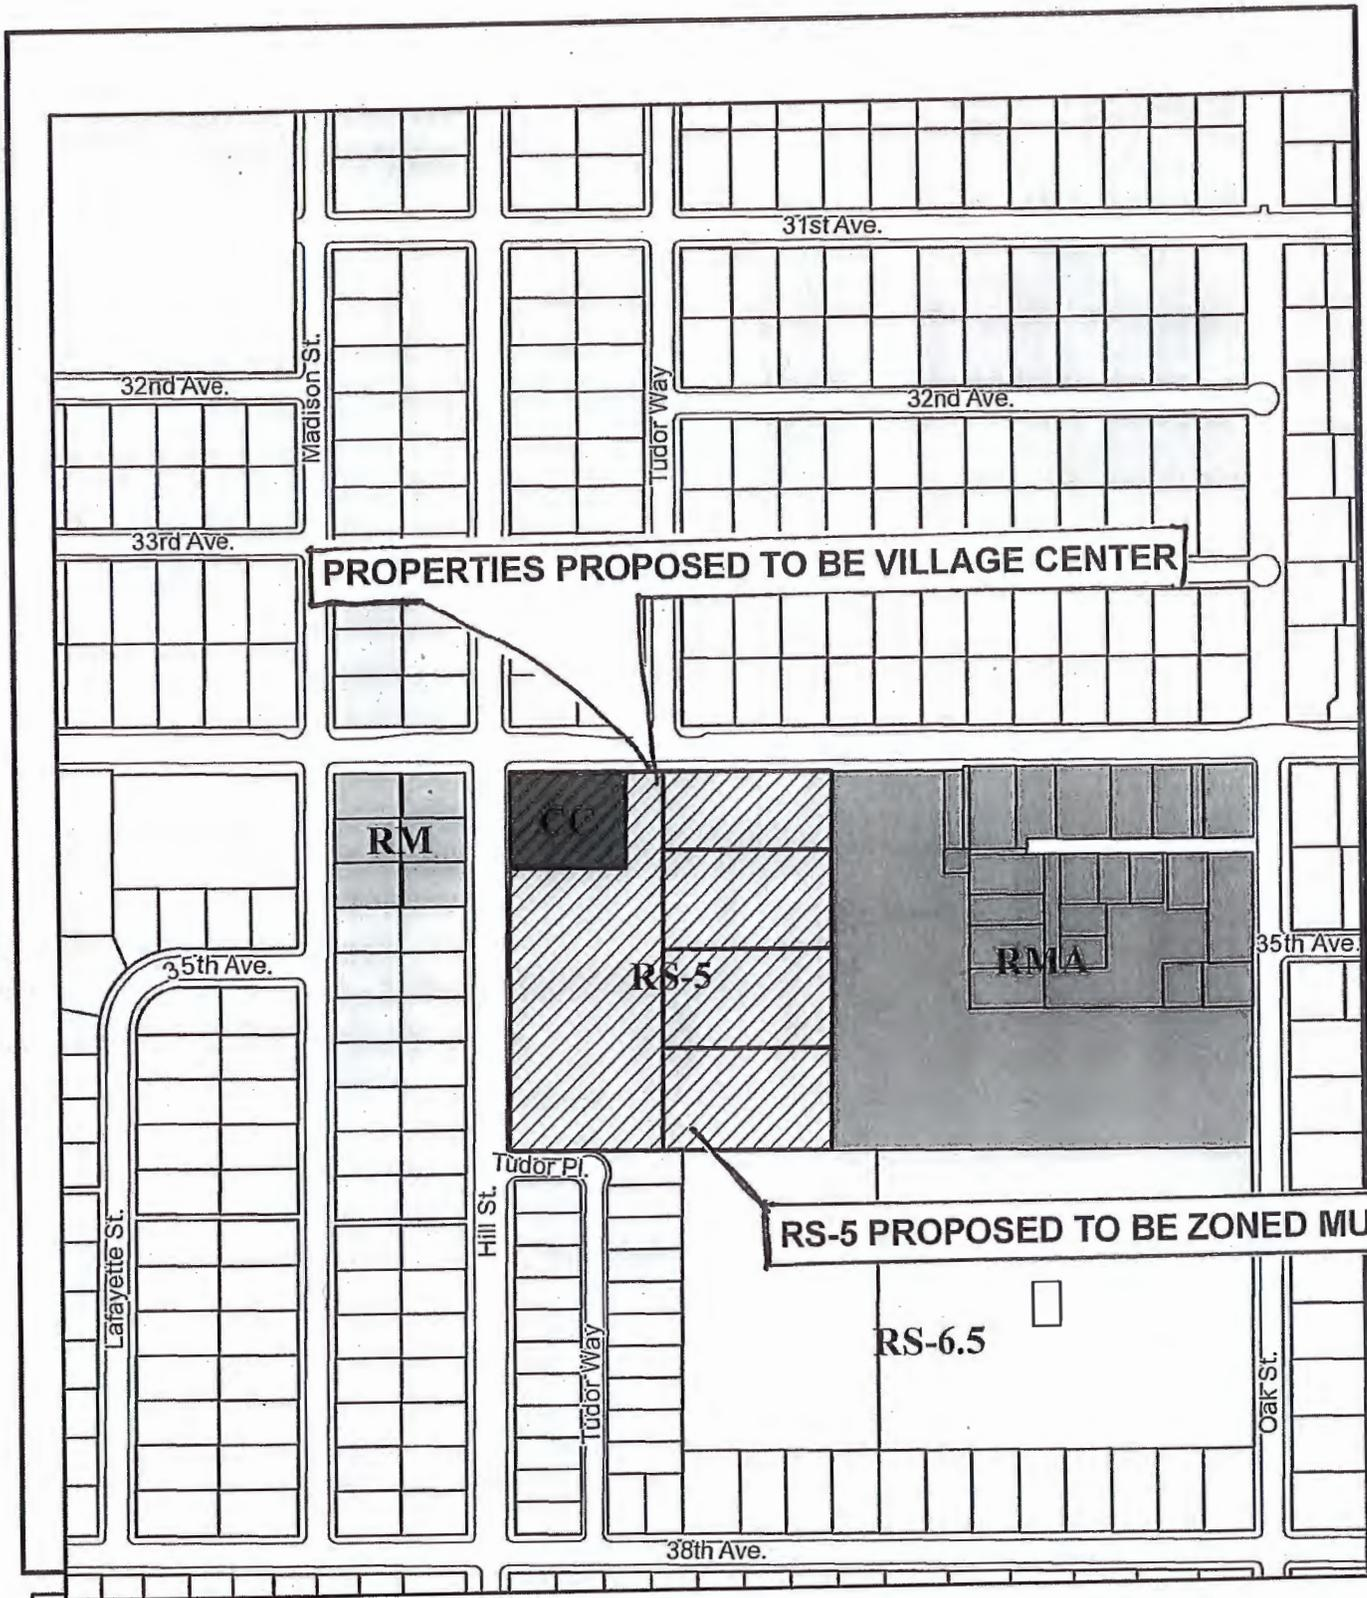 31st Ave.
32nd Ave.
Madison St.
Tudor Way
32nd Ave.
33rd Ave.
PROPERTIES PROPOSED TO BE VILLAGE CENTER
CC
RM
RS-5
RMA
35th Ave.
35th Ave.
Tudor Pl.
Hill St.
Lafayette St.
RS-5 PROPOSED TO BE ZONED MU
RS-6.5
Tudor Way
Oak St.
38th Ave.